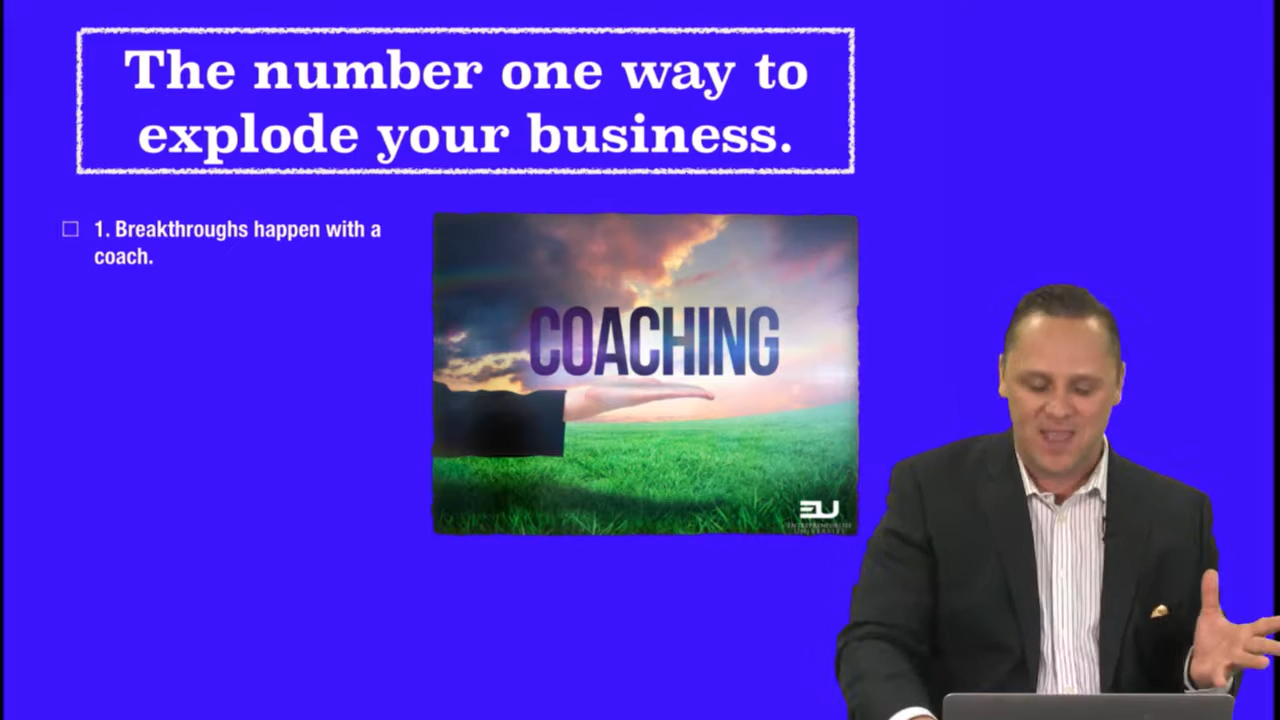 The number one way to
explode your business.
1. Breakthroughs happen with a
coach.
COACHING
EU